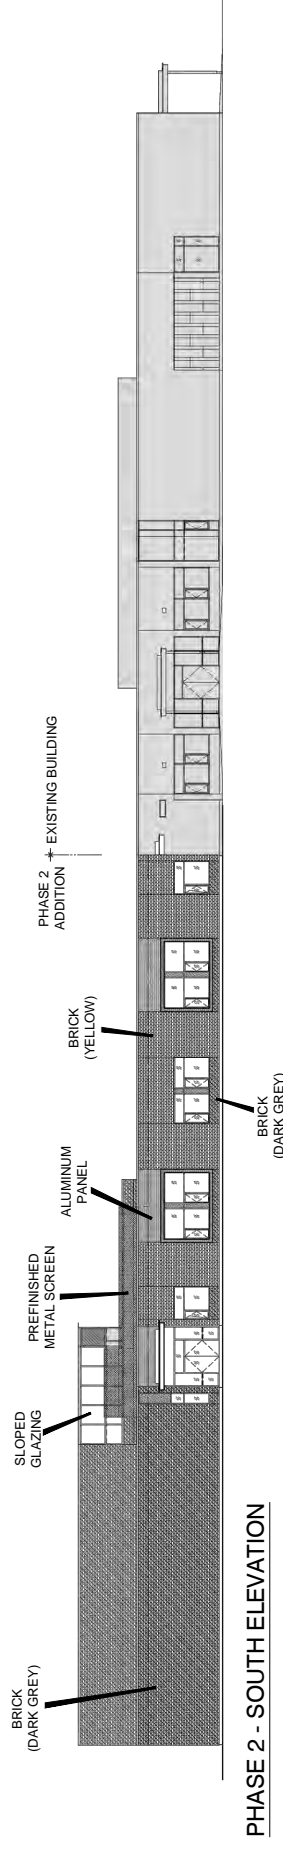 BRICK
(DARK GREY)
SLOPED
GLAZING
PREFINISHED
METAL SCREEN
ALUMINUM
PANEL
BRICK
(YELLOW)
PHASE 2
ADDITION
EXISTING BUILDING
BRICK
(DARK GREY)
PHASE 2 - SOUTH ELEVATION